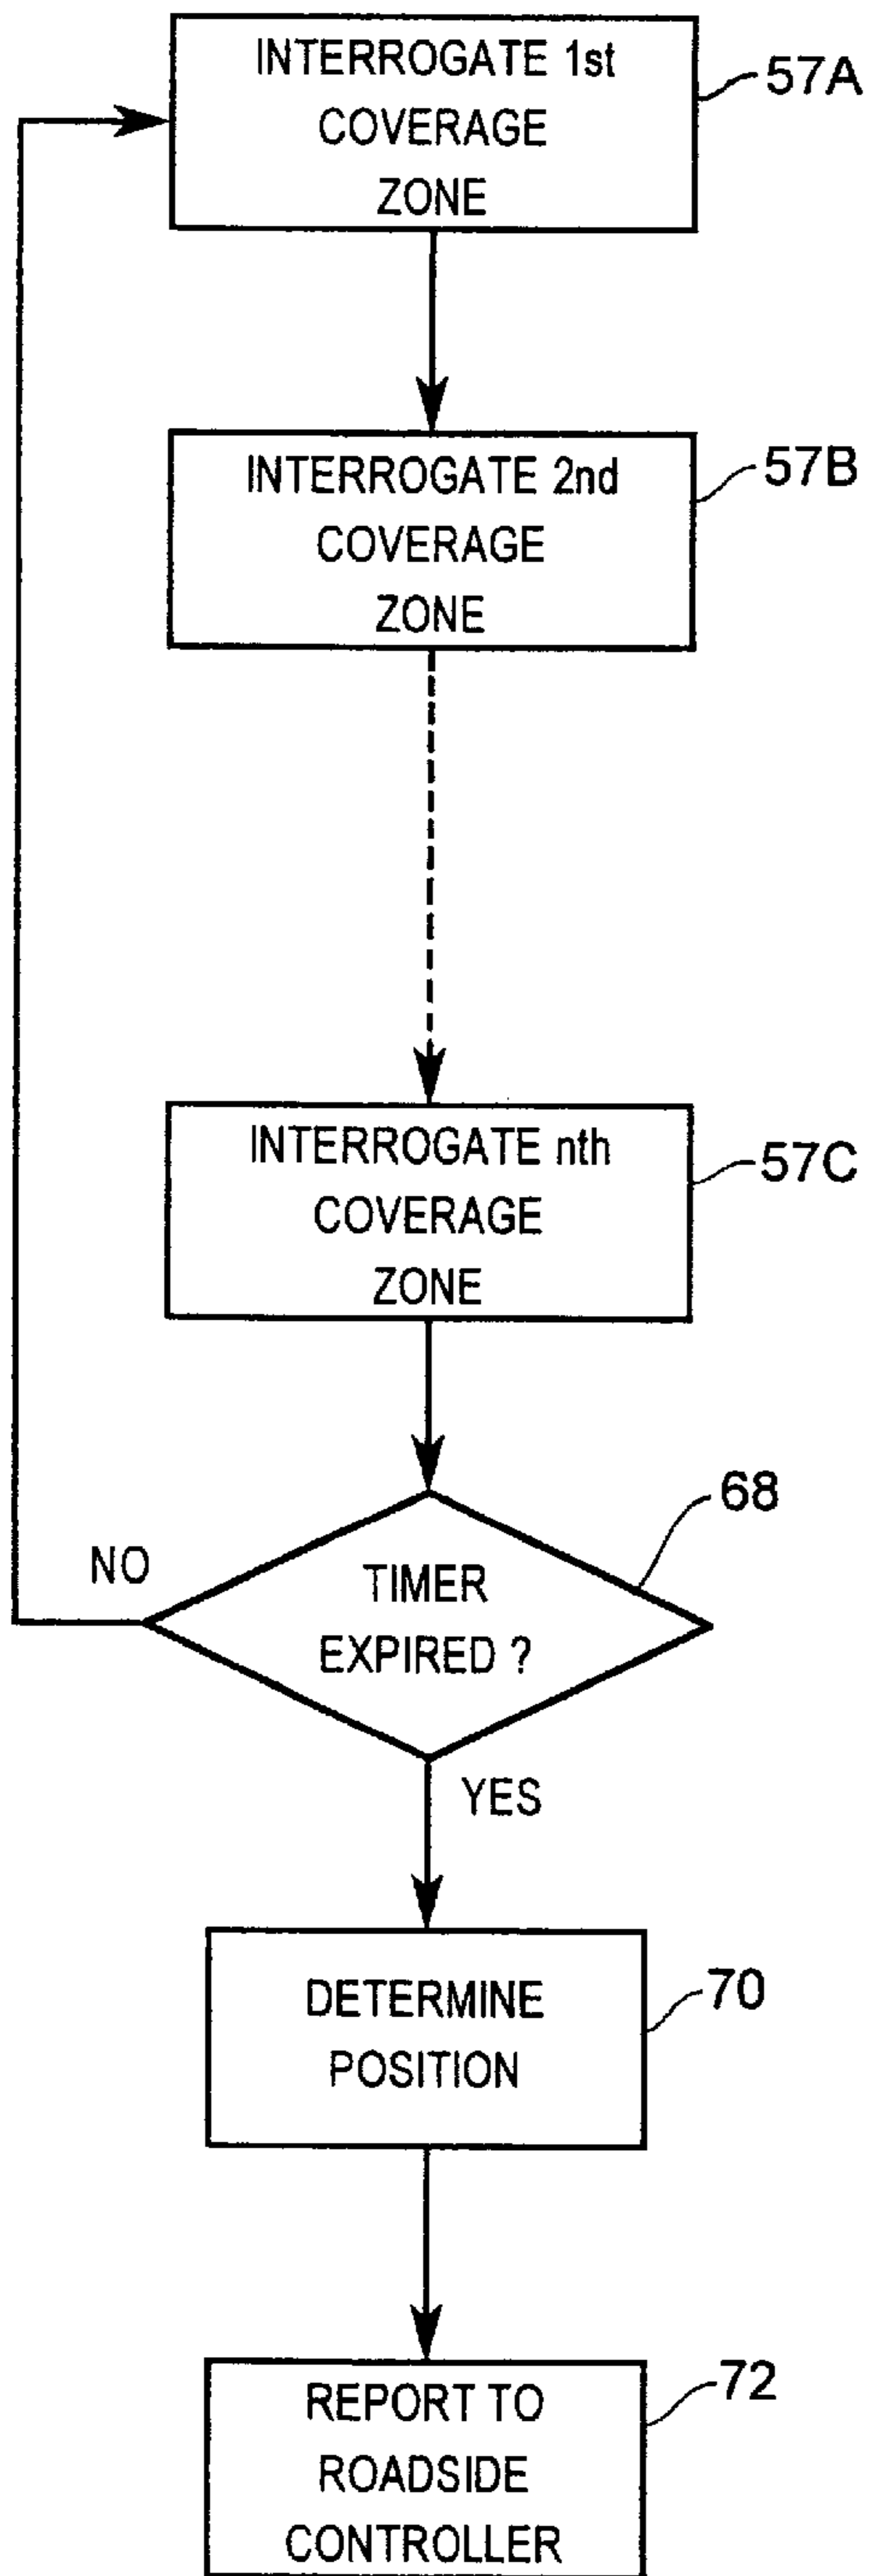 INTERROGATE 1st
COVERAGE
ZONE
57A
INTERROGATE 2nd
COVERAGE
ZONE
57B
INTERROGATE nth
COVERAGE
ZONE
57C
68
NO
TIMER
EXPIRED ?
YES
DETERMINE
POSITION
70
REPORT TO
ROADSIDE
CONTROLLER
72